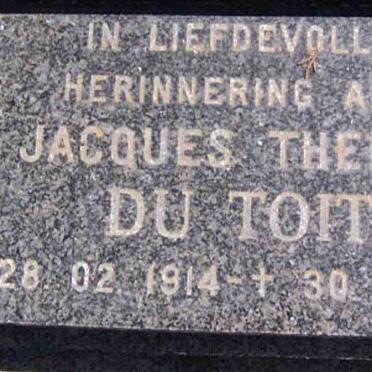 IN LIEFDEVOLL
HERINNERING A
JACQUES THE
DU TOIT
28 02 1914 - † 30